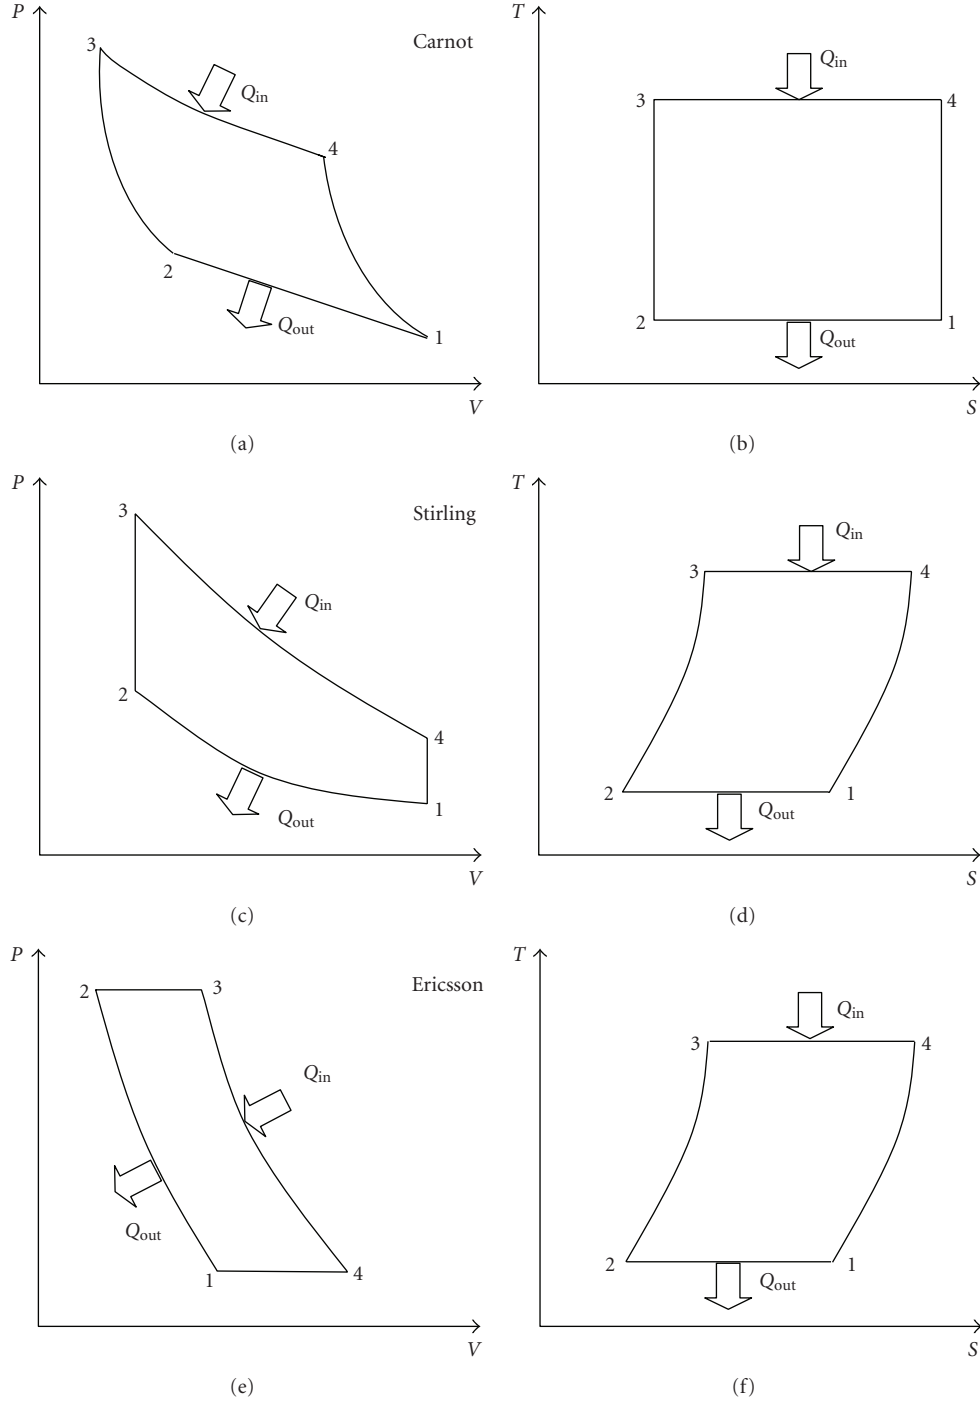 P
Carnot
3
Qin
4
2
Qout
1
V
(a)
T
Qin
3
4
2
1
Qout
S
(b)
P
Stirling
3
Qin
2
4
1
Qout
V
(c)
T
Qin
3
4
2
1
Qout
S
(d)
P
Ericsson
2
3
Qin
Qout
1
4
V
(e)
T
Qin
3
4
2
1
Qout
S
(f)